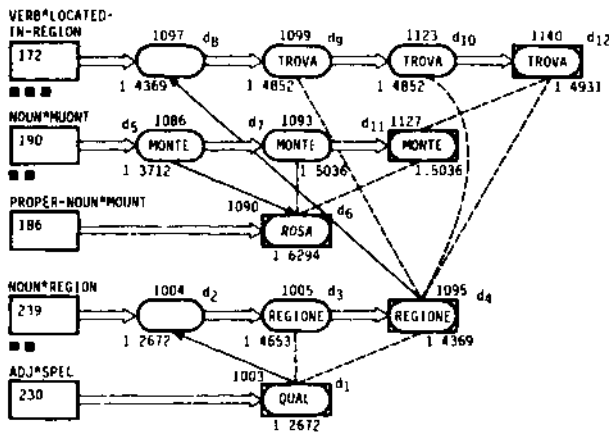 VERB*LOCATED-
IN-REGION
172 1097 d8 1099 d9 1123 d10 1140 d12
TROVA TROVA TROVA
1 4369 1 4852 1 4852 1 4931
NOUN*MUONT
190 d5 1086 d7 1093 d11 1127
MONTE MONTE MONTE
1 3712 1.5036 1.5036
PROPER-NOUN*MOUNT
186 1090 d6
ROSA
1 6294
NOUN*REGION
239 1004 d2 1005 d3 1095 d4
REGIONE REGIONE
1 2672 1 4653 1 4369
ADJ*SPEC
230 1003 d1
QUAL
1 2672